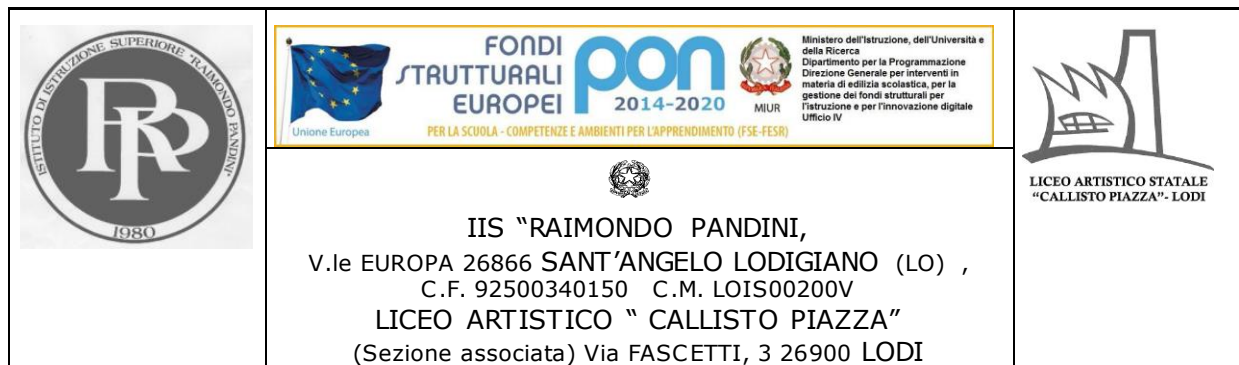 ISTITUTO DI ISTRUZIONE SUPERIORE "RAIMONDO PANDINI"
RP
1980
FONDI
STRUTTURALI
EUROPEI
pon
2014-2020
Unione Europea
MIUR
Ministero dell'Istruzione, dell'Università e
della Ricerca
Dipartimento per la Programmazione
Direzione Generale per interventi in
materia di edilizia scolastica, per la
gestione dei fondi strutturali per
l'istruzione e per l'innovazione digitale
Ufficio IV
PER LA SCUOLA - COMPETENZE E AMBIENTI PER L'APPRENDIMENTO (FSE-FESR)
LICEO ARTISTICO STATALE
"CALLISTO PIAZZA"- LODI
IIS "RAIMONDO PANDINI,
V.le EUROPA 26866 SANT'ANGELO LODIGIANO (LO) ,
C.F. 92500340150 C.M. LOIS00200V
LICEO ARTISTICO " CALLISTO PIAZZA"
(Sezione associata) Via FASCETTI, 3 26900 LODI